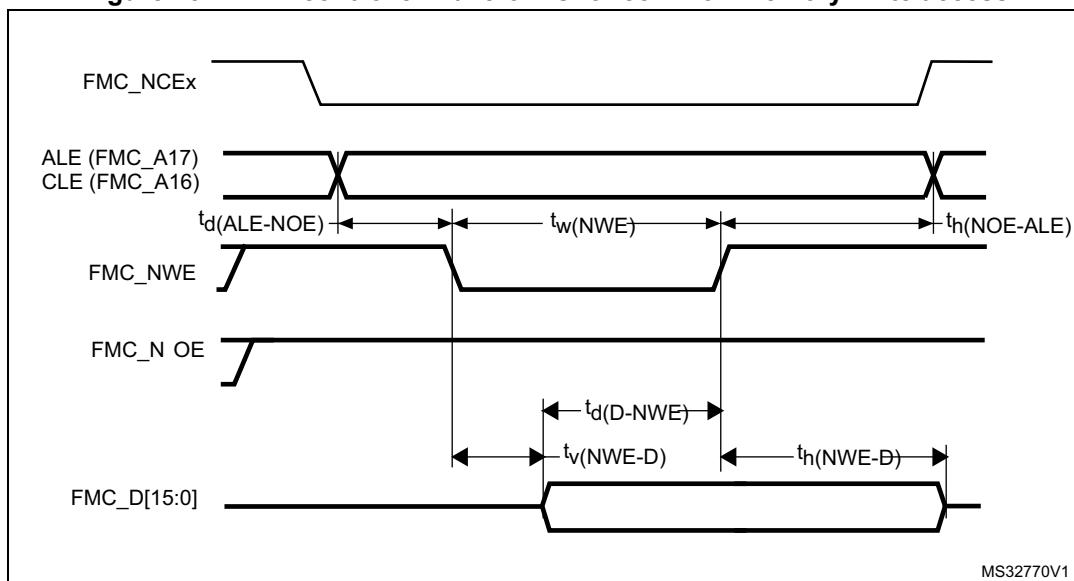 FMC_NCEx
ALE (FMC_A17)
CLE (FMC_A16)
td(ALE-NOE)
tw(NWE)
th(NOE-ALE)
FMC_NWE
FMC_N OE
td(D-NWE)
tv(NWE-D)
th(NWE-D)
FMC_D[15:0]
MS32770V1